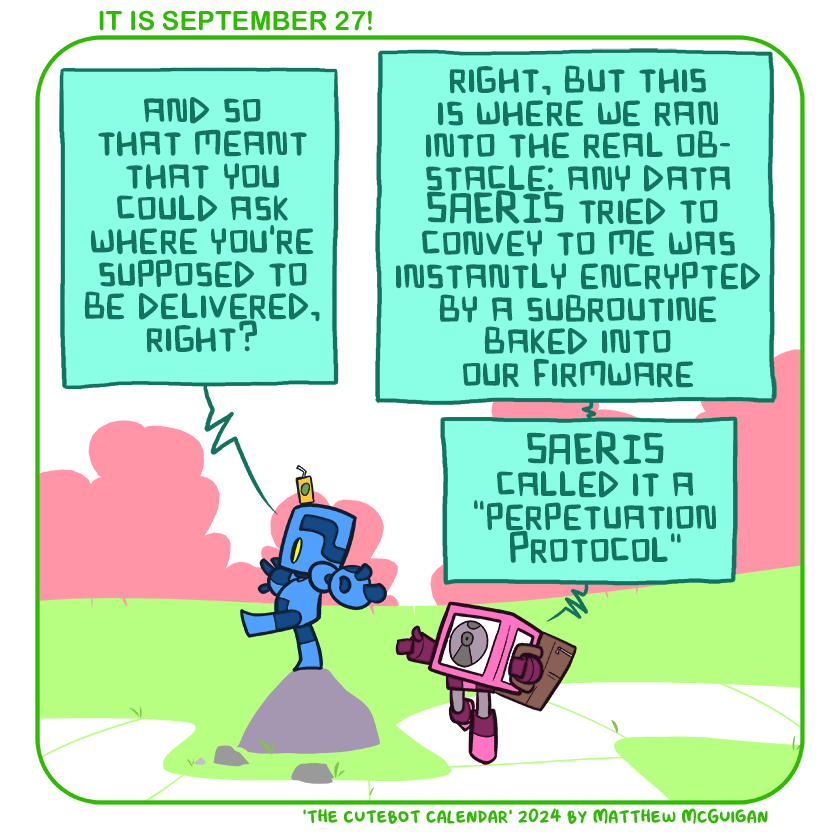 IT IS SEPTEMBER 27!
AND SO
THAT MEANT
THAT YOU
COULD ASK
WHERE YOU'RE
SUPPOSED TO
BE DELIVERED,
RIGHT?
RIGHT, BUT THIS
IS WHERE WE RAN
INTO THE REAL OB-
STACLE: ANY DATA
SAERIS TRIED TO
CONVEY TO ME WAS
INSTANTLY ENCRYPTED
BY A SUBROUTINE
BAKED INTO
OUR FIRMWARE
SAERIS
CALLED IT A
"PERPETUATION
PROTOCOL"
'THE CUTEBOT CALENDAR' 2024 BY MATTHEW MCGUIGAN